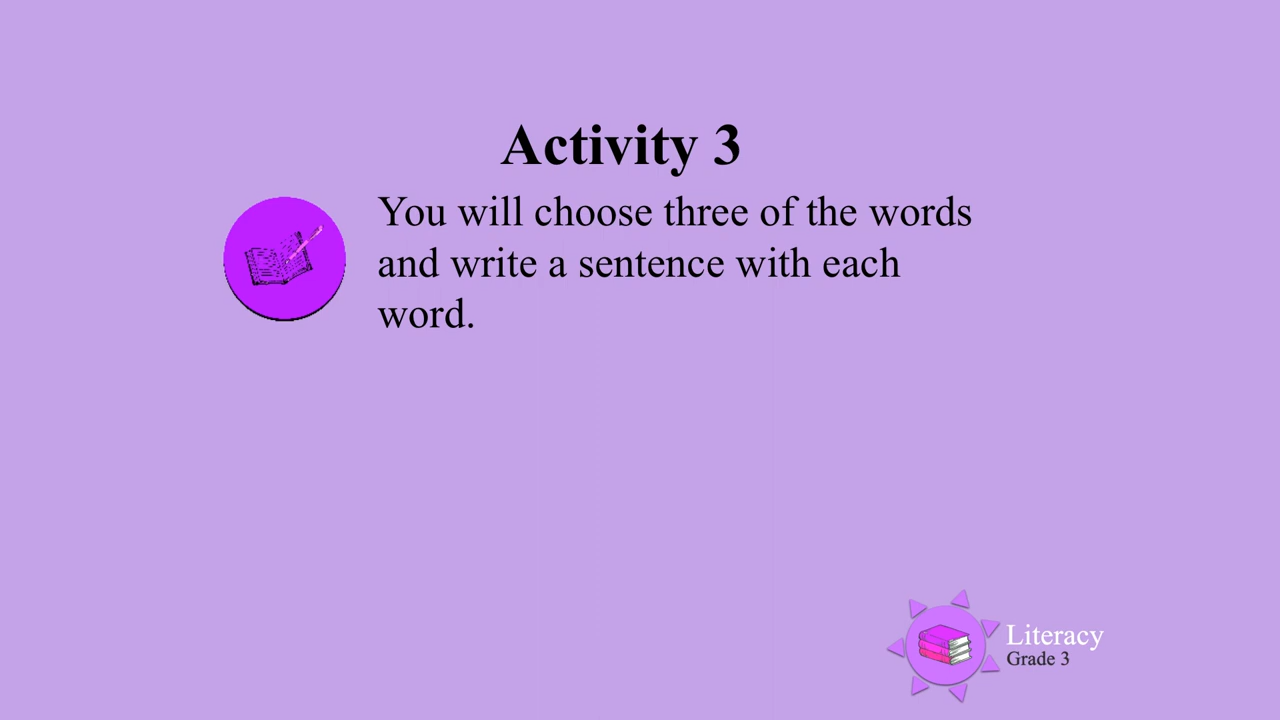 Activity 3
You will choose three of the words
and write a sentence with each
word.
Literacy
Grade 3